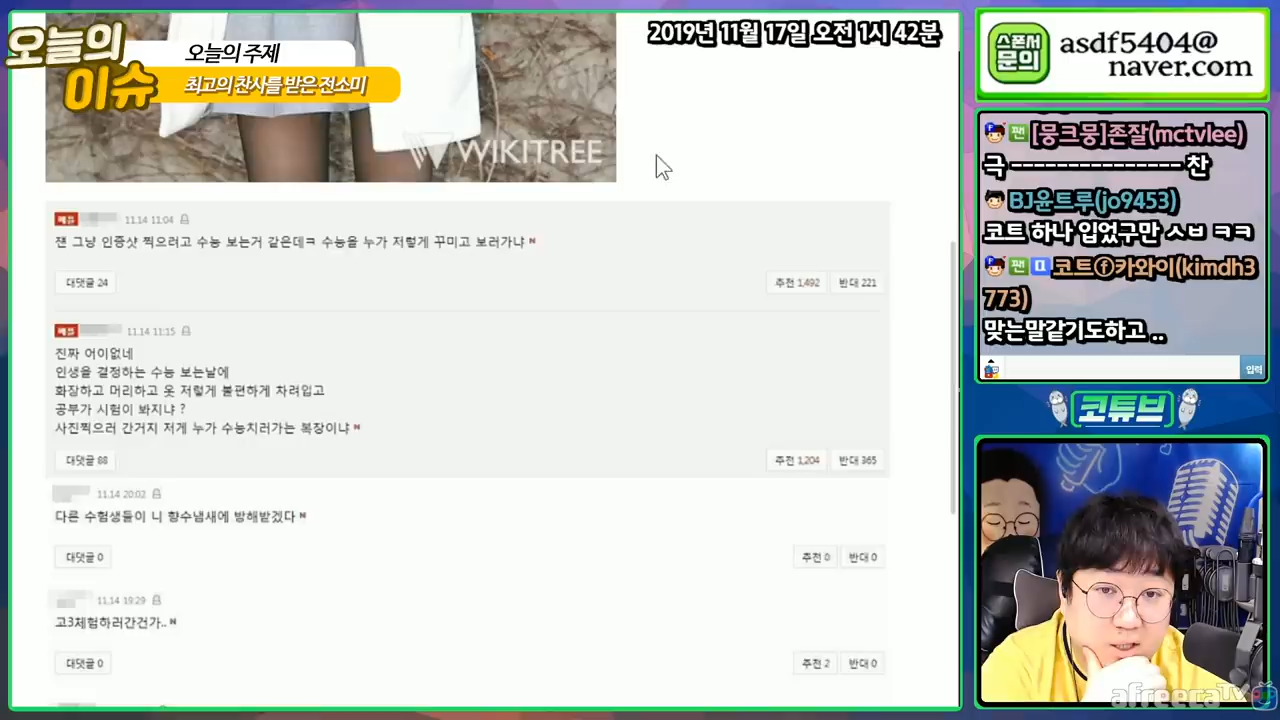 오늘의
이슈
오늘의 주제
최고의 찬사를 받은 전소미
2019년 11월 17일 오전 1시 42분
WIKITREE
베플 11.14 11:04
쟨 그냥 인증샷 찍으려고 수능 보는거 같은데ㅋ 수능을 누가 저렇게 꾸미고 보러가냐 N
대댓글 24
추천 1,492 반대 221
베플 11.14 11:15
진짜 어이없네
인생을 결정하는 수능 보는날에
화장하고 머리하고 옷 저렇게 불편하게 차려입고
공부가 시험이 봐지냐 ?
사진찍으러 간거지 저게 누가 수능치러가는 복장이냐 N
대댓글 88
추천 1,204 반대 365
11.14 20:02
다른 수험생들이 니 향수냄새에 방해받겠다 N
대댓글 0
추천 0 반대 0
11.14 19:29
고3체험하러간건가.. N
대댓글 0
추천 2 반대 0
스폰서
문의
asdf5404@
naver.com
F 팬 [뭉크뭉]존잘(mctvlee)
극 --------------- 찬
BJ윤트루(jo9453)
코트 하나 입었구만 ㅅㅂ ㅋㅋ
F 팬 코트ⓕ카와이(kimdh3
773)
맞는말같기도하고 ..
입력
코튜브
afreecaTV